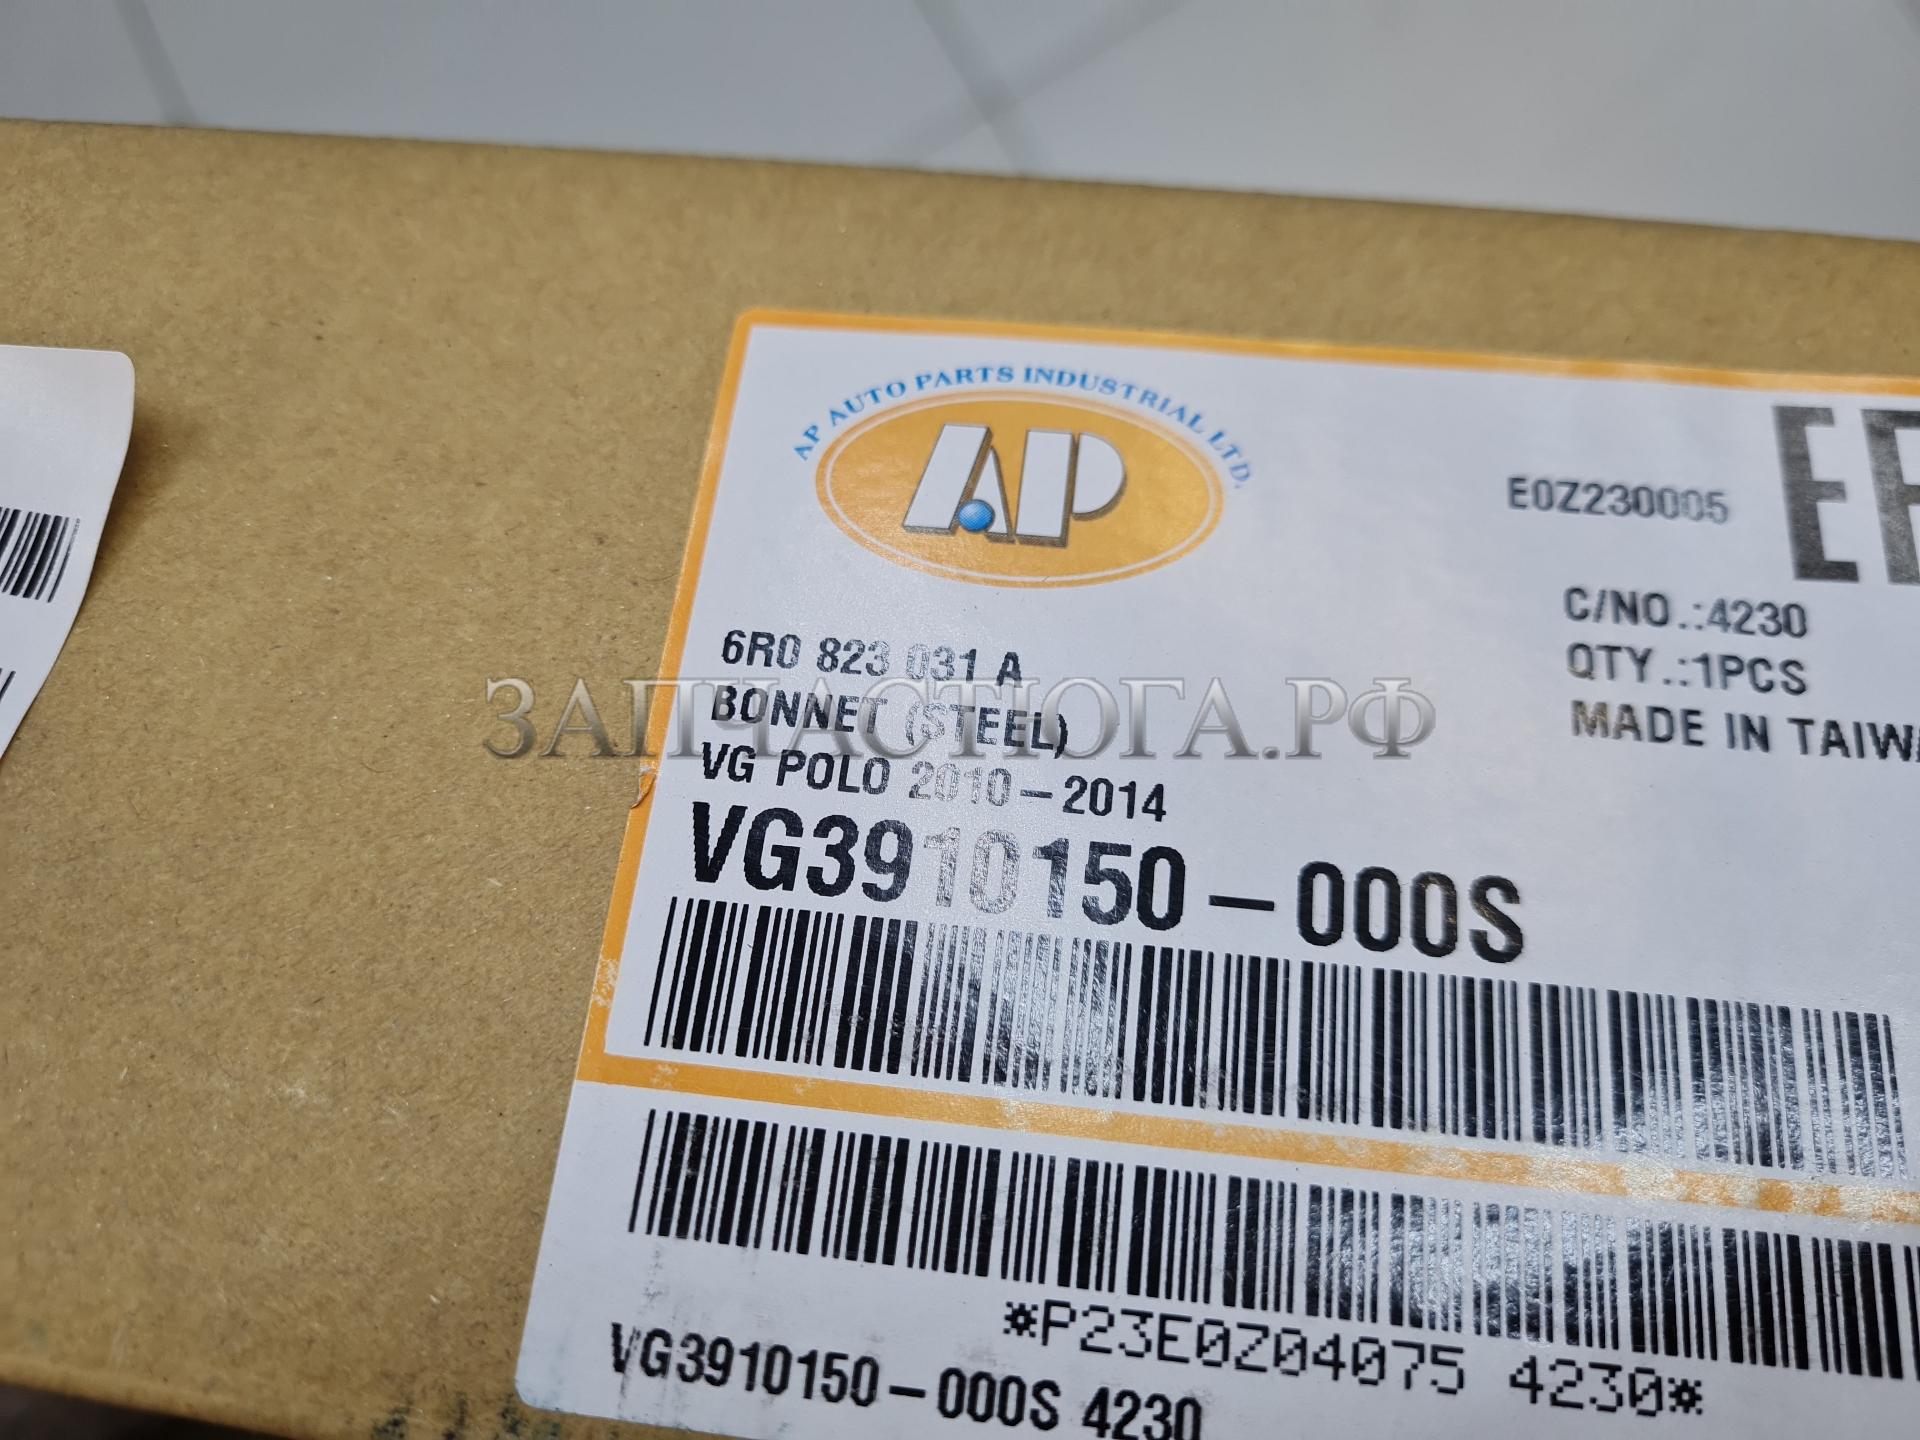 AP AUTO PARTS INDUSTRIAL LTD.
AP
E0Z230005
C/NO.:4230
QTY.:1PCS
MADE IN
6R0 823 031 A
BONNET (STEEL)
VG POLO 2010-2014
ЗАПЧАСТЮГА.РФ
VG3910150-000S
*P23E0Z04075 4230*
VG3910150-000S 4230